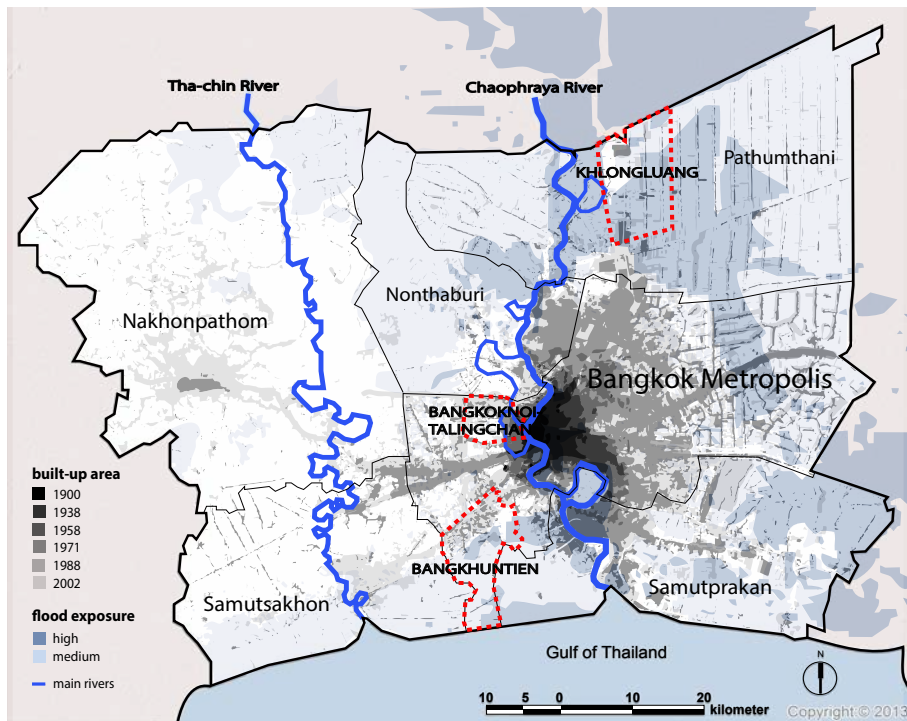 Tha-chin River
Chaophraya River
Pathumthani
KHLONGLUANG
Nonthaburi
Nakhonpathom
Bangkok Metropolis
BANGKOKNOI-
TALINGCHAN
built-up area
1900
1938
1958
1971
1988
2002
BANGKHUNTIEN
Samutsakhon
Samutprakan
flood exposure
high
medium
main rivers
Gulf of Thailand
N
10 5 0 10 20
kilometer
Copyright © 2013